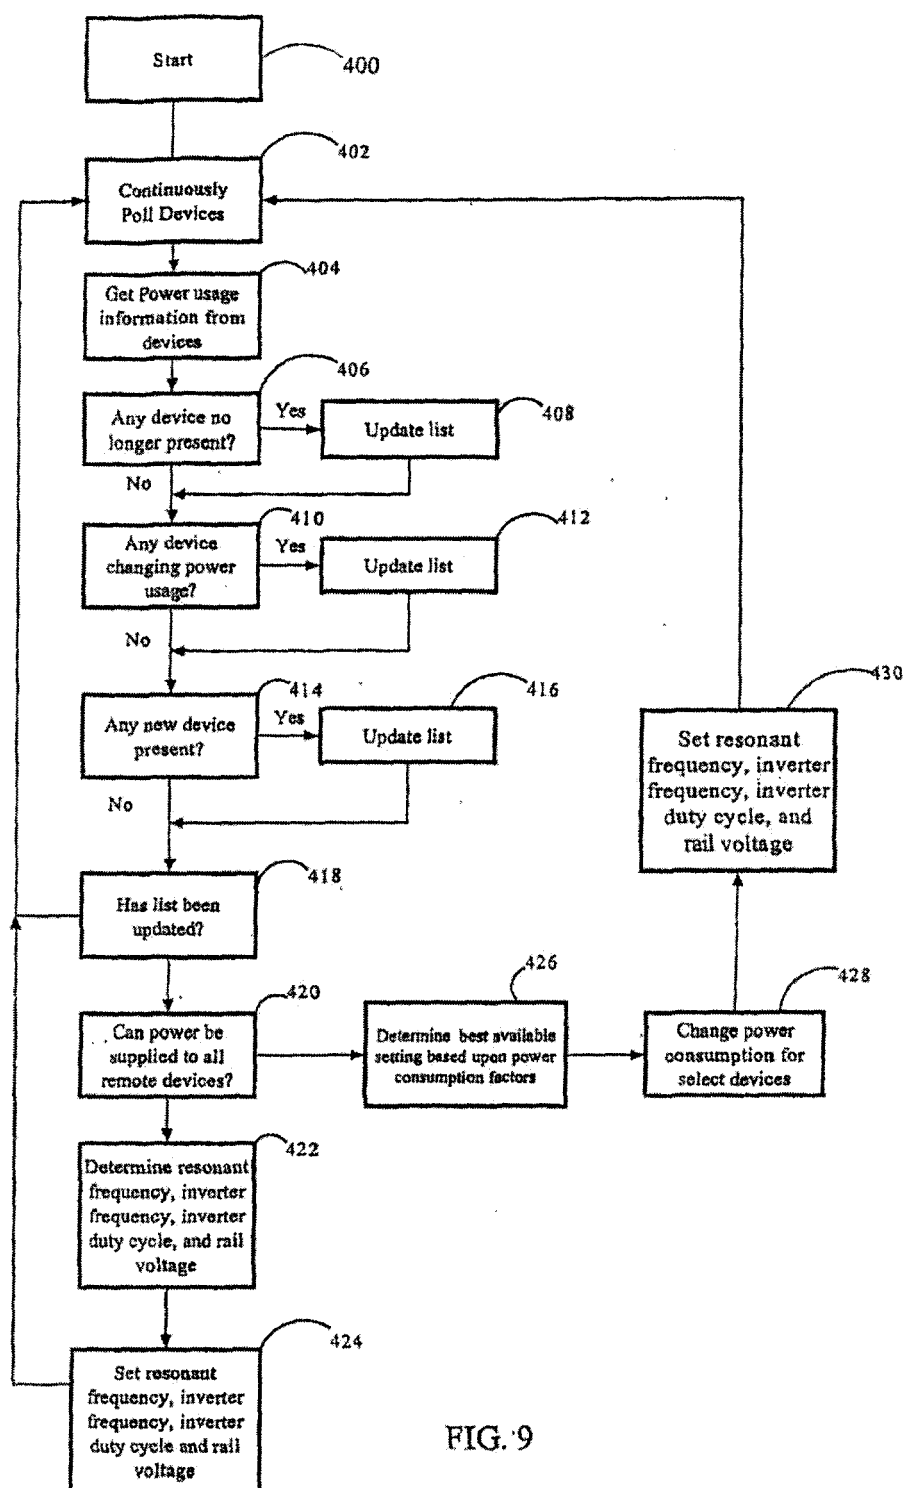 Start
400
402
Continuously
Poll Devices
404
Get Power usage
information from
devices
406
Any device no
longer present?
Yes
Update list
408
No
410
Any device
changing power
usage?
Yes
Update list
412
No
414
Any new device
present?
Yes
Update list
416
No
430
Set resonant
frequency, inverter
frequency, inverter
duty cycle, and
rail voltage
418
Has list been
updated?
420
Can power be
supplied to all
remote devices?
426
Determine best available
setting based upon power
consumption factors
428
Change power
consumption for
select devices
422
Determine resonant
frequency, inverter
frequency, inverter
duty cycle, and rail
voltage
424
Set resonant
frequency, inverter
frequency, inverter
duty cycle and rail
voltage
FIG. 9